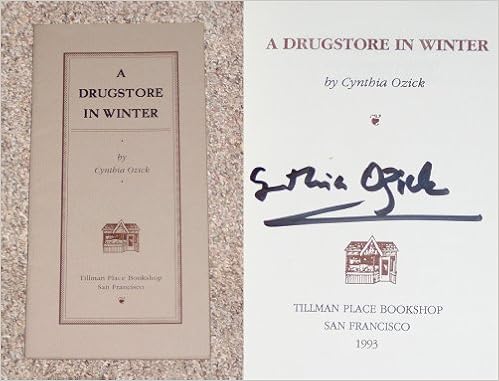 A
DRUGSTORE
IN WINTER
by
Cynthia Ozick
Tillman Place Bookshop
San Francisco
A DRUGSTORE IN WINTER
by Cynthia Ozick
Cynthia Ozick
TILLMAN PLACE BOOKSHOP
SAN FRANCISCO
1993